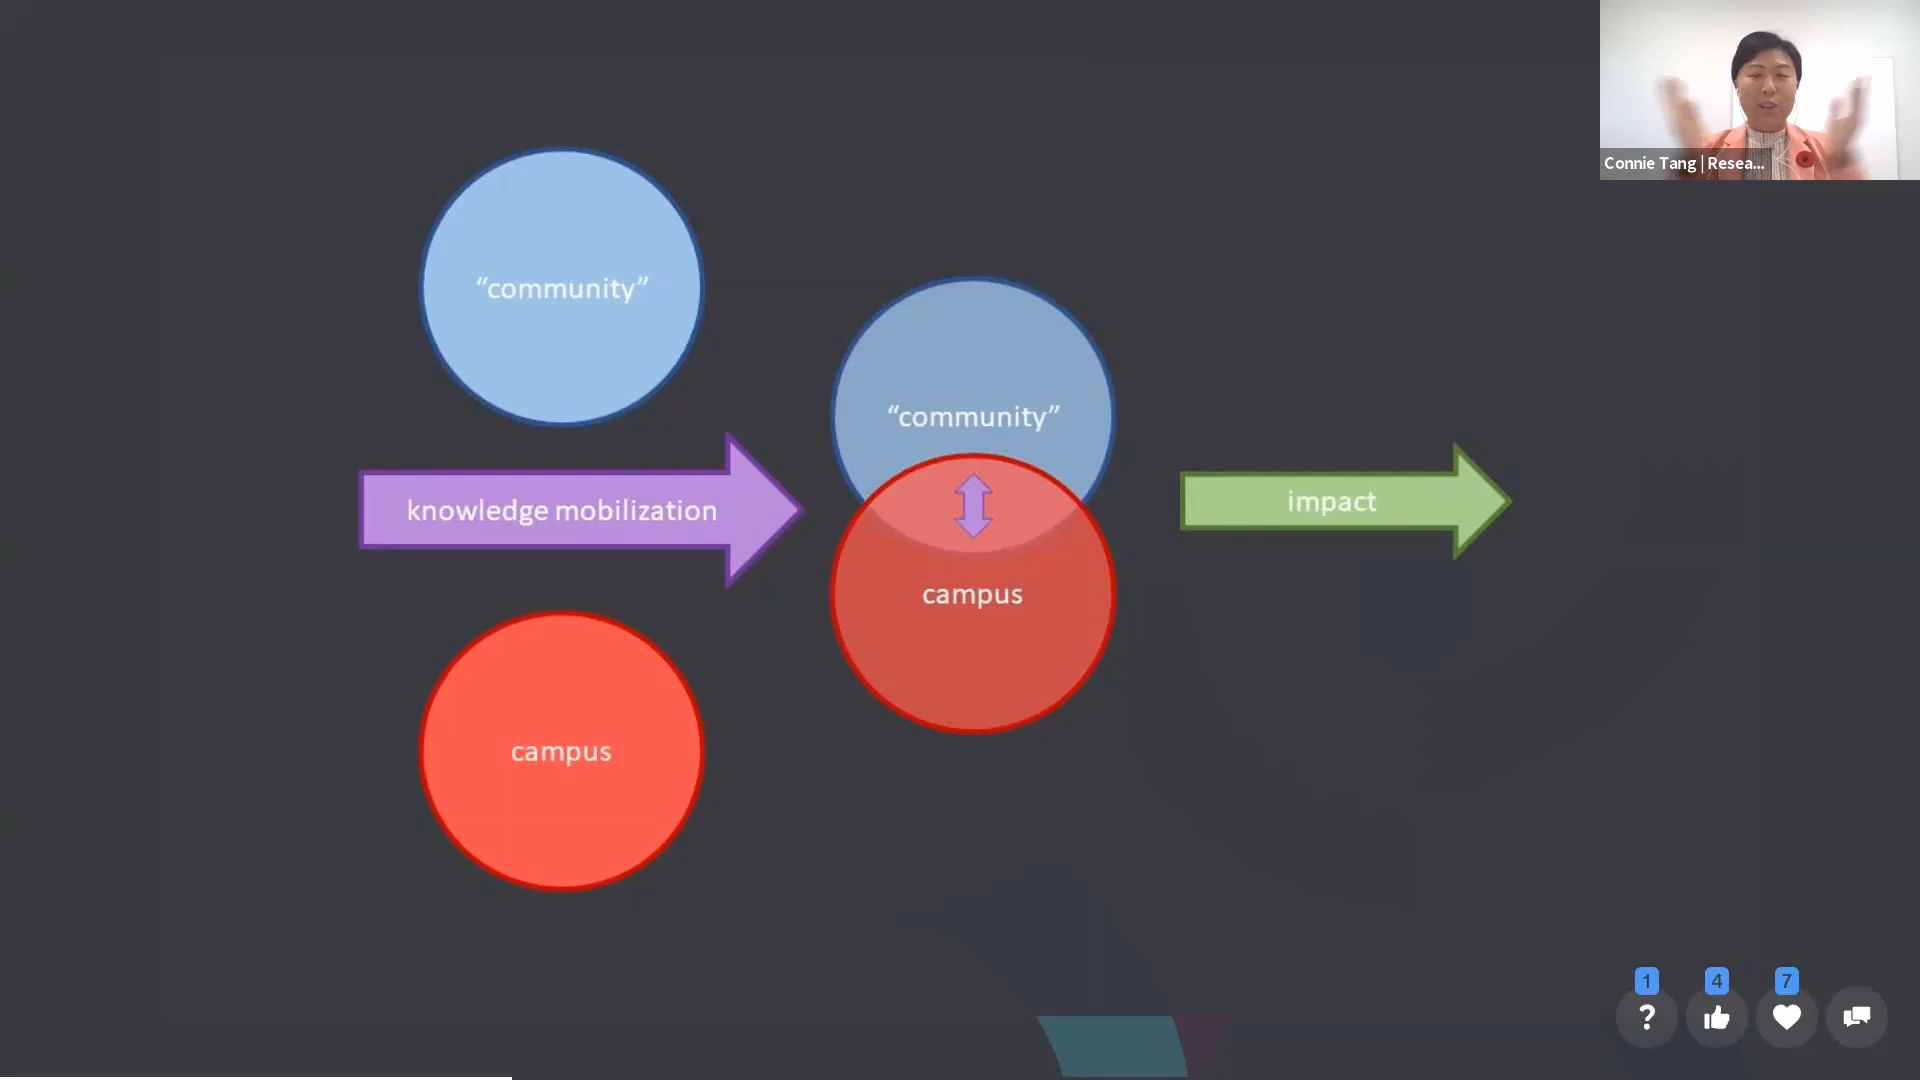 Connie Tang | Resea...
“community”
“community”
knowledge mobilization
impact
campus
campus
1
4
7
?